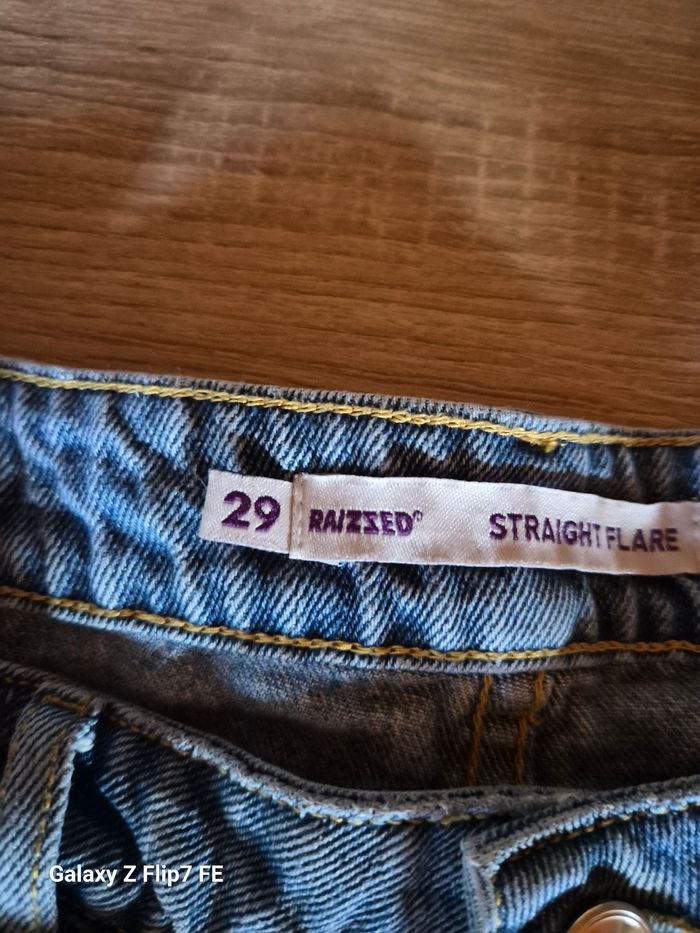 29 RAIZZED® STRAIGHT FLARE
Galaxy Z Flip7 FE